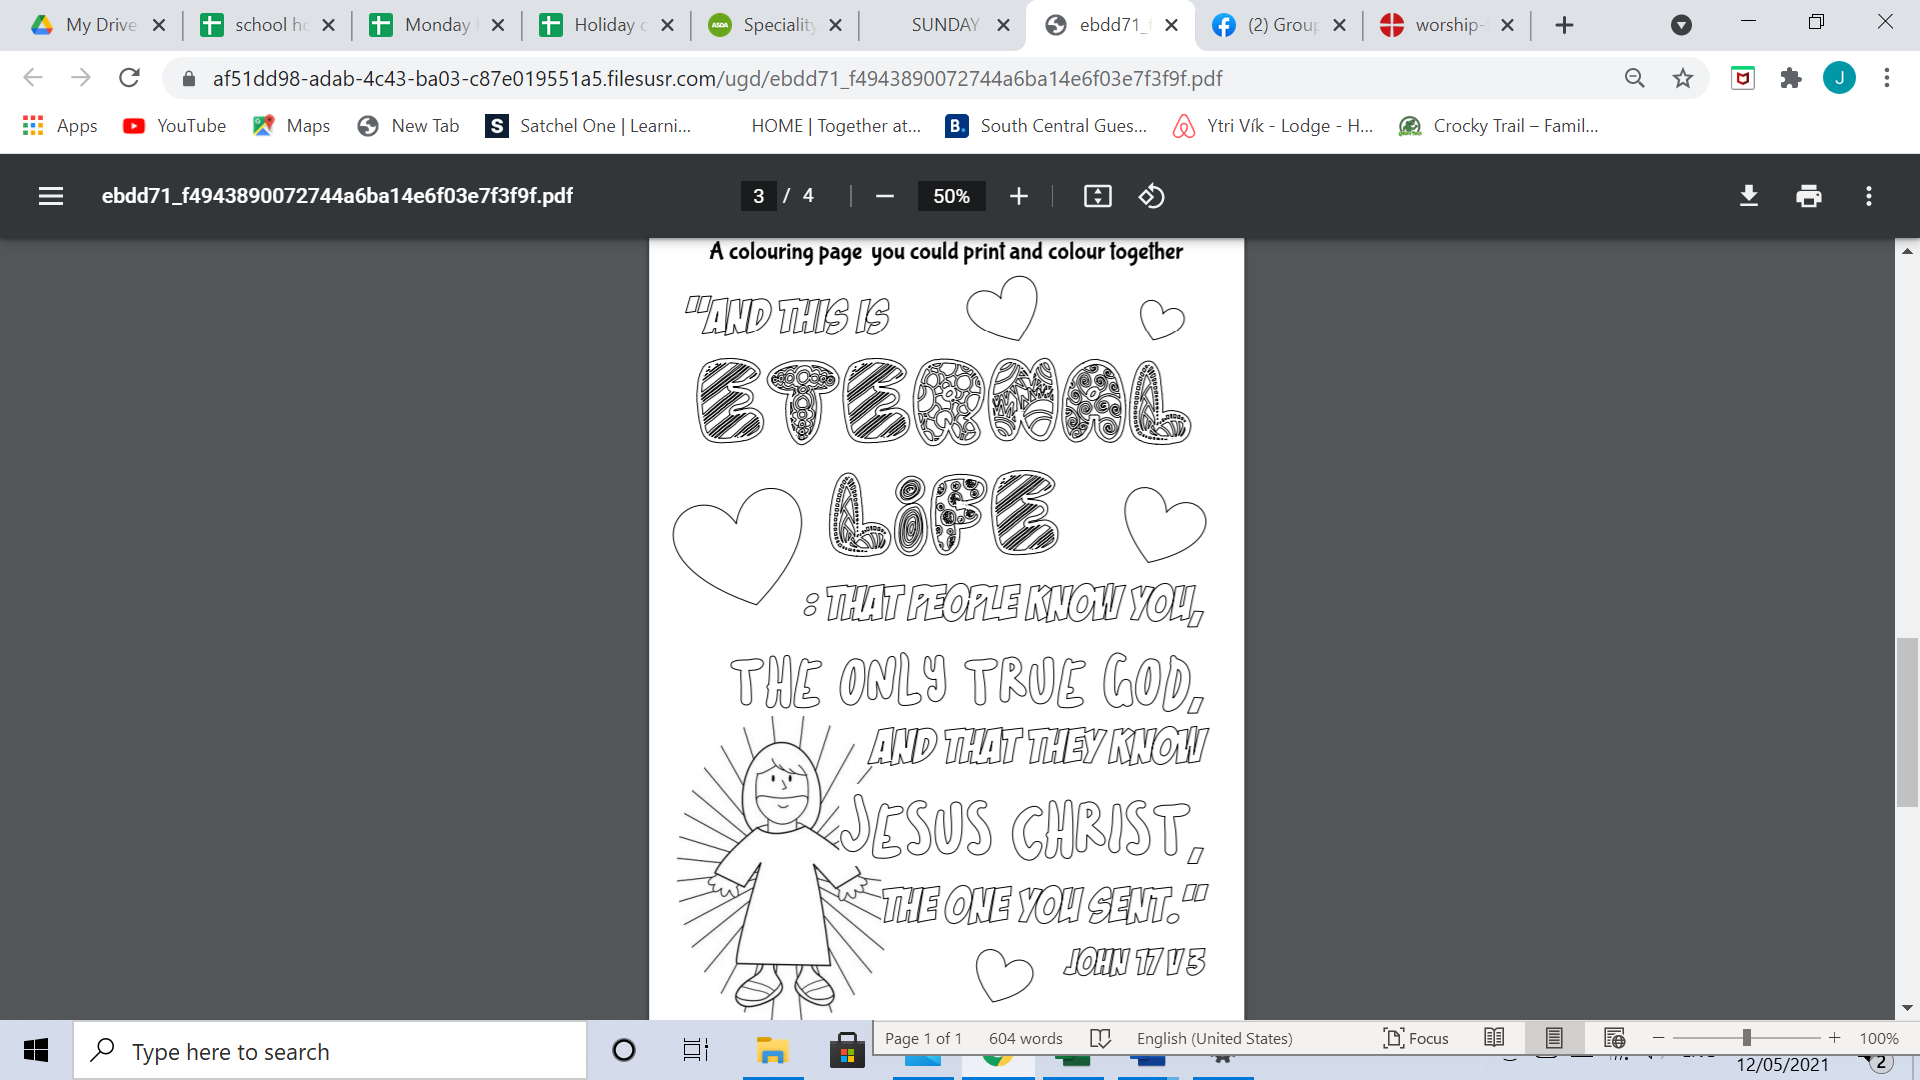 My Drive
school ho
Monday
Holiday c
Speciality
SUNDAY
ebdd71_
(2) Group
worship-
af51dd98-adab-4c43-ba03-c87e019551a5.filesusr.com/ugd/ebdd71_f4943890072744a6ba14e6f03e7f3f9f.pdf
J
Apps
YouTube
Maps
New Tab
S
Satchel One | Learni...
HOME | Together at...
B.
South Central Gues...
Ytri Vík - Lodge - H...
Crocky Trail – Famil...
ebdd71_f4943890072744a6ba14e6f03e7f3f9f.pdf
3 / 4
50%
A colouring page you could print and colour together
"AND THIS IS
ETERNAL
LiFE
: THAT PEOPLE KNOW YOU,
THE ONLY TRUE GOD,
AND THAT THEY KNOW
JESUS CHRIST,
THE ONE YOU SENT."
JOHN 17 V 3
Type here to search
Page 1 of 1
604 words
English (United States)
Focus
100%
12/05/2021
2